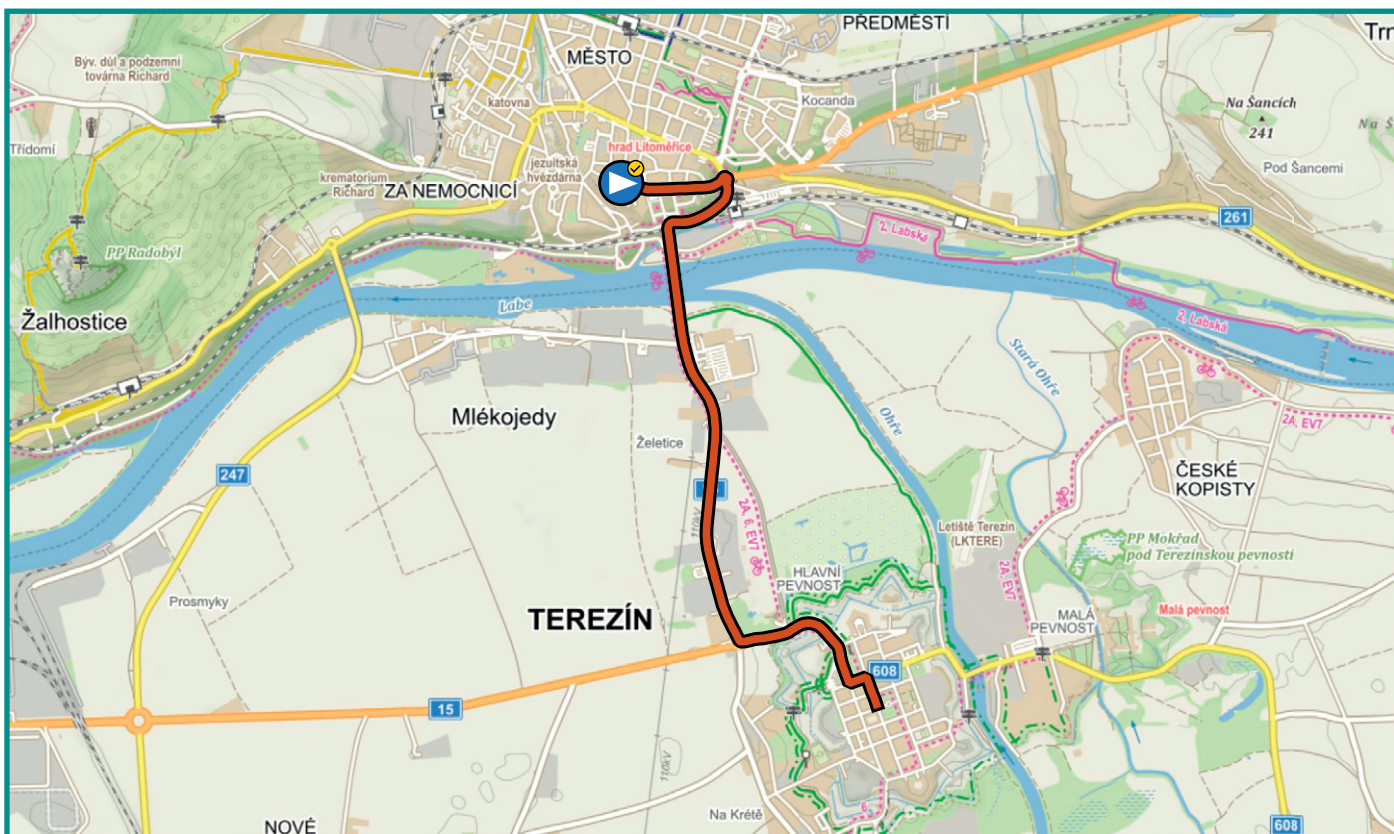 PŘEDMĚSTÍ
Trn
MĚSTO
Býv. důl a podzemní
továrna Richard
katovna
Kocanda
Na Šancích
241
Na Š
Třídomí
hrad Litoměřice
jezuitská
hvězdárna
Pod Šancemi
krematorium
Richard
ZA NEMOCNICÍ
261
2. Labská
PP Radobýl
Labe
Žalhostice
2. Labská
Stará Ohře
Mlékojedy
Ohře
2A, EV7
Želetice
ČESKÉ
KOPISTY
247
110kV
2A, 6, EV7
Letiště Terezín
(LKTERE)
PP Mokřad
pod Terezínskou pevností
2A, EV7
HLAVNÍ
PEVNOST
Prosmyky
TEREZÍN
MALÁ
PEVNOST
Malá pevnost
608
15
110kV
Na Krétě
6
NOVÉ
608